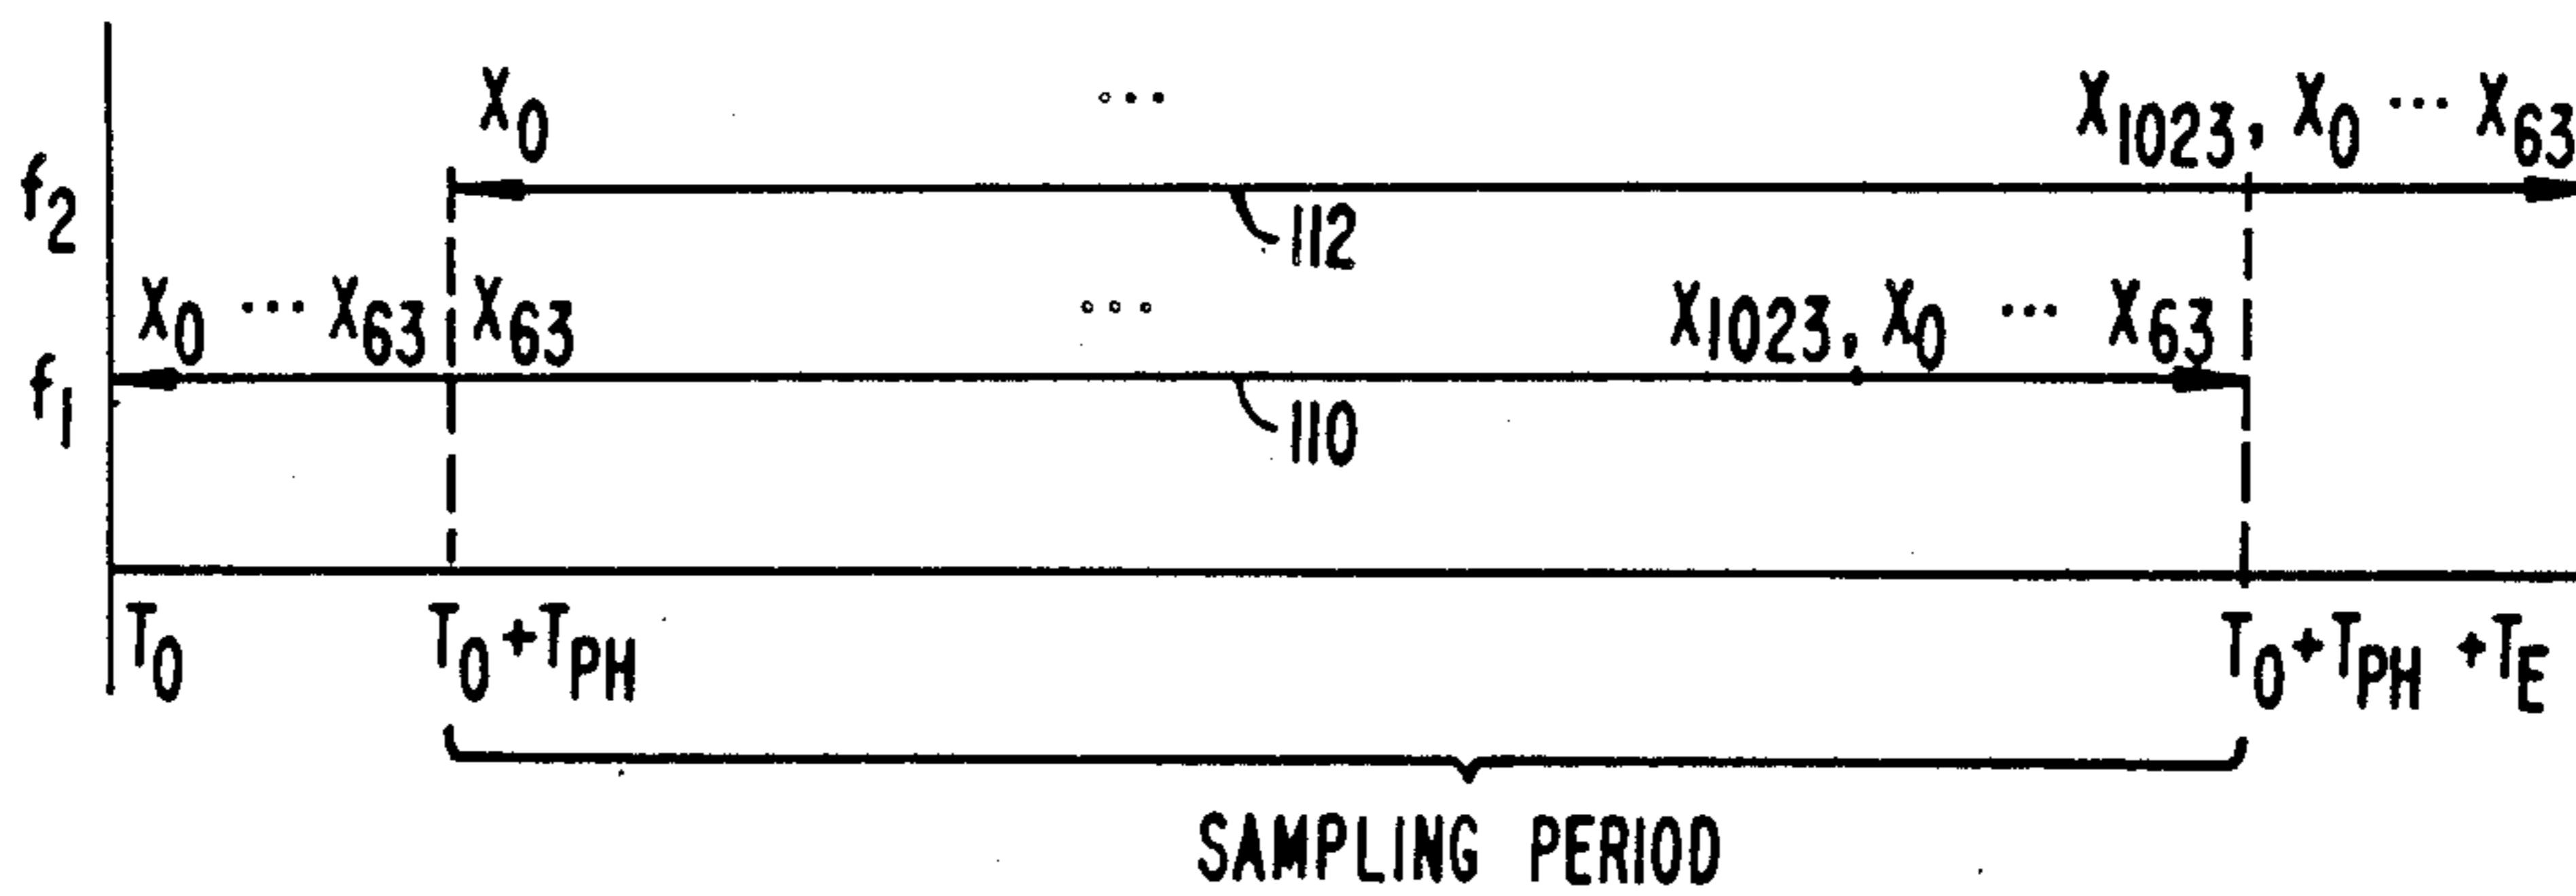 X0 ... X1023, X0 ... X63
f2
112
X0 ... X63 X63 ... X1023, X0 ... X63
f1
110
T0 T0+TPH T0+TPH+TE
SAMPLING PERIOD